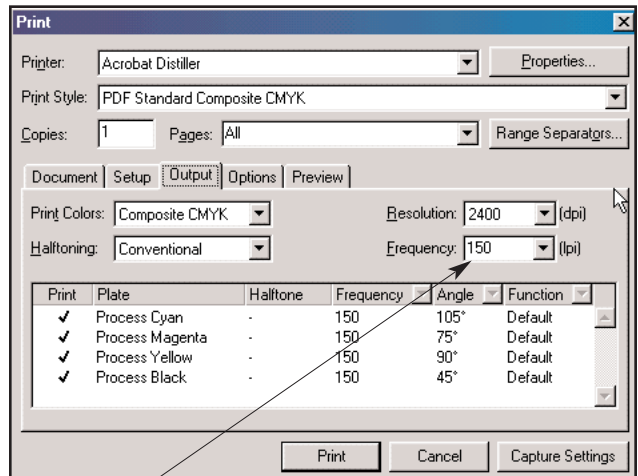 Print
Printer: Acrobat Distiller Properties...
Print Style: PDF Standard Composite CMYK
Copies: 1 Pages: All Range Separators...
Document Setup Output Options Preview
Print Colors: Composite CMYK Resolution: 2400 (dpi)
Halftoning: Conventional Frequency: 150 (lpi)
Print Plate Halftone Frequency Angle Function
✓ Process Cyan - 150 105° Default
✓ Process Magenta - 150 75° Default
✓ Process Yellow - 150 90° Default
✓ Process Black - 150 45° Default
Print Cancel Capture Settings